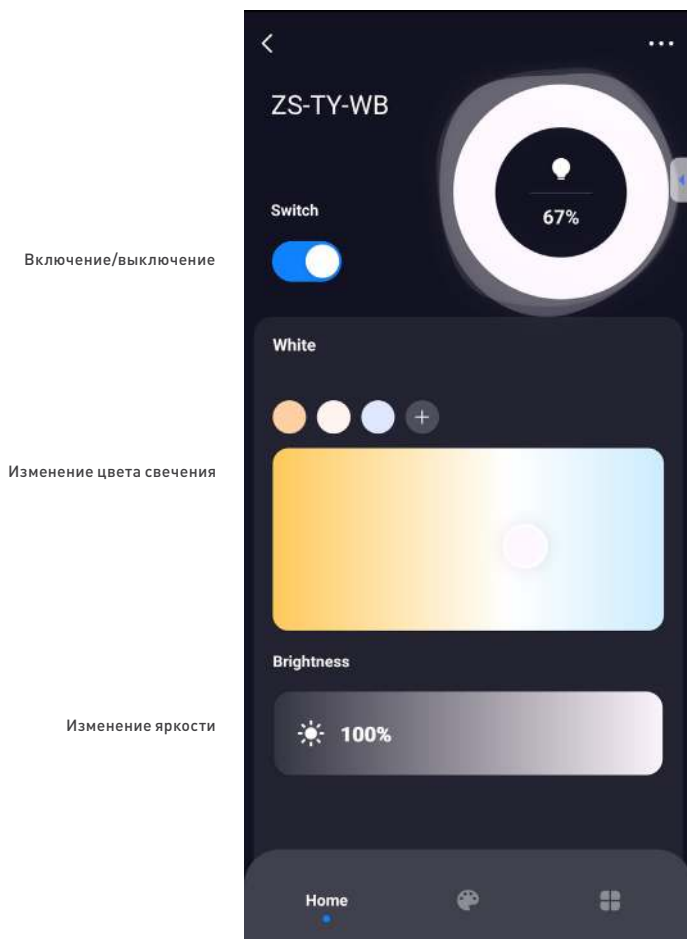 ZS-TY-WB
67%
Switch
Включение/выключение
White
Изменение цвета свечения
Brightness
Изменение яркости
100%
Home